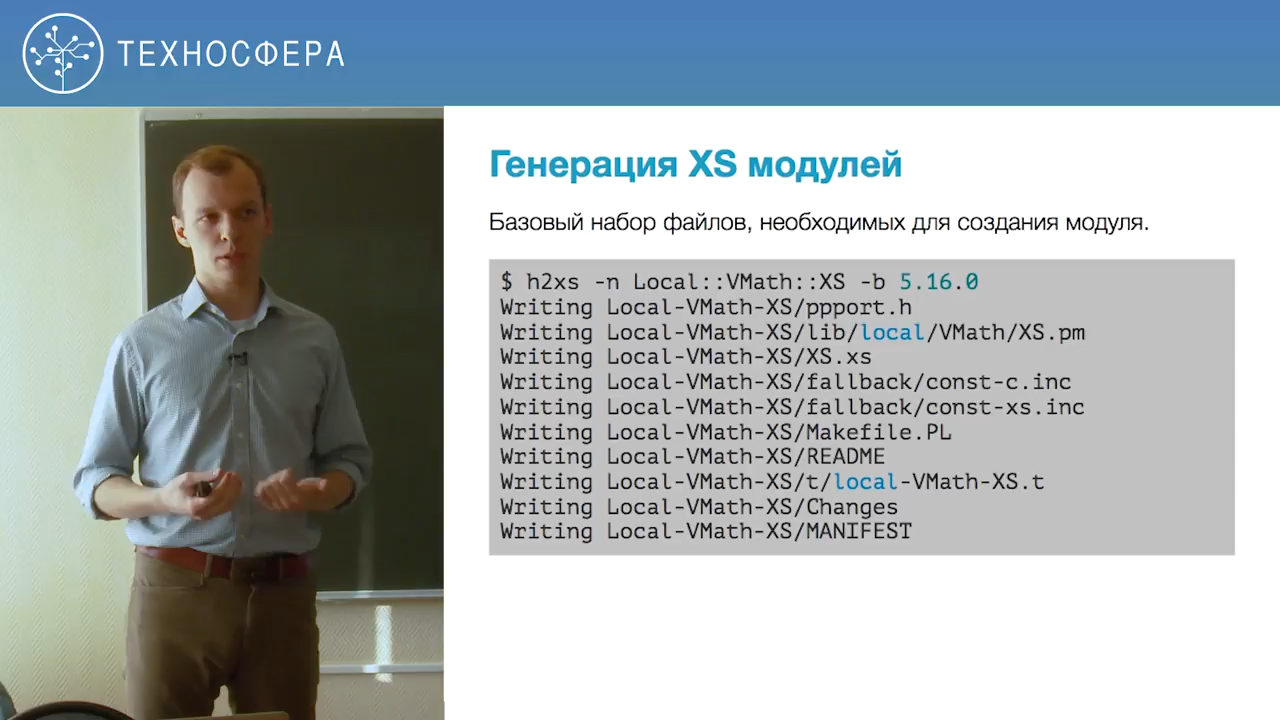 ТЕХНОСФЕРА
Генерация XS модулей
Базовый набор файлов, необходимых для создания модуля.
$ h2xs -n Local::VMath::XS -b 5.16.0
Writing Local-VMath-XS/ppport.h
Writing Local-VMath-XS/lib/local/VMath/XS.pm
Writing Local-VMath-XS/XS.xs
Writing Local-VMath-XS/fallback/const-c.inc
Writing Local-VMath-XS/fallback/const-xs.inc
Writing Local-VMath-XS/Makefile.PL
Writing Local-VMath-XS/README
Writing Local-VMath-XS/t/local-VMath-XS.t
Writing Local-VMath-XS/Changes
Writing Local-VMath-XS/MANIFEST